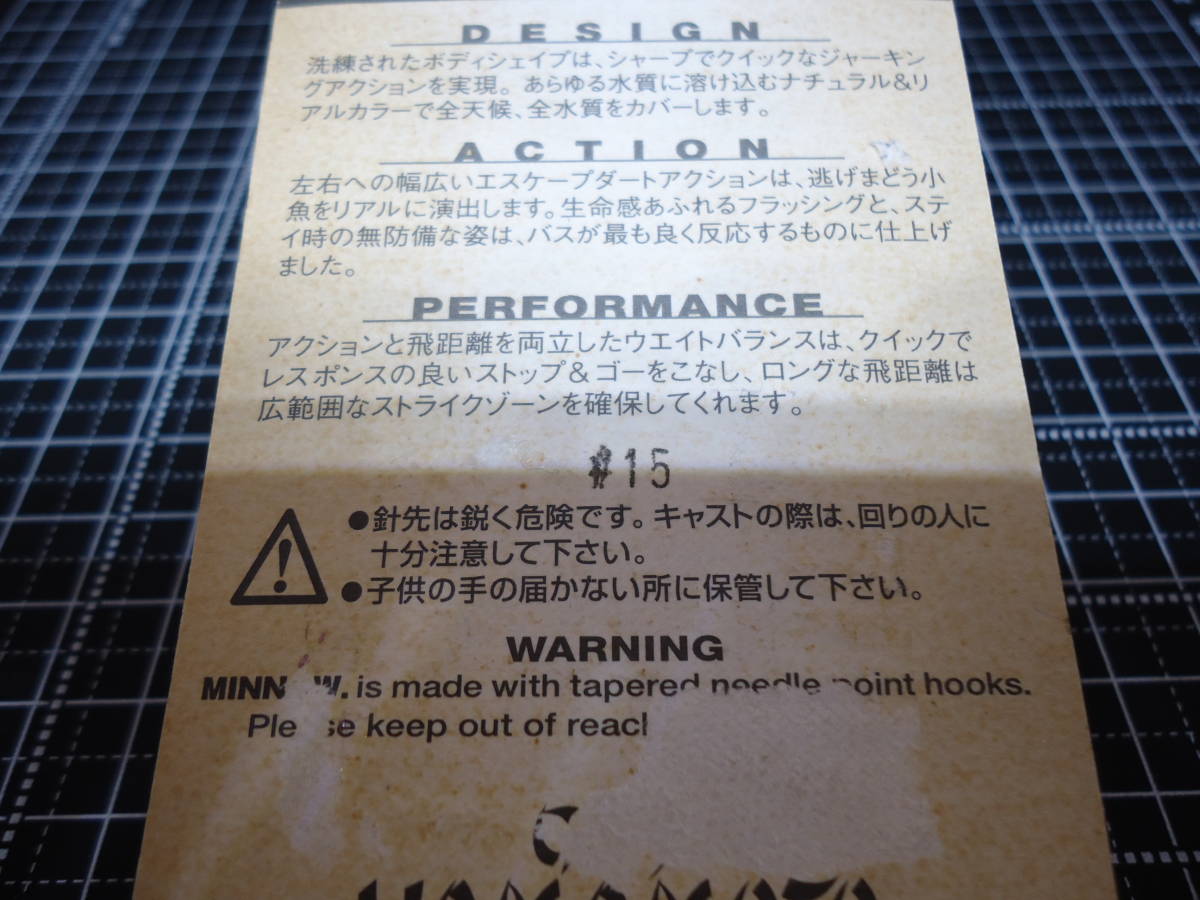 DESIGN
洗練されたボディシェイプは、シャープでクイックなジャーキン
グアクションを実現。あらゆる水質に溶け込むナチュラル&リ
アルカラーで全天候、全水質をカバーします。
ACTION
左右への幅広いエスケープダートアクションは、逃げまどう小
魚をリアルに演出します。生命感あふれるフラッシングと、ステ
イ時の無防備な姿は、バスが最も良く反応するものに仕上げ
ました。
PERFORMANCE
アクションと飛距離を両立したウエイトバランスは、クイックで
レスポンスの良いストップ&ゴーをこなし、ロングな飛距離は
広範囲なストライクゾーンを確保してくれます。
#15
●針先は鋭く危険です。キャストの際は、回りの人に
十分注意して下さい。
●子供の手の届かない所に保管して下さい。
WARNING
MINNOW. is made with tapered needle point hooks.
Please keep out of reach